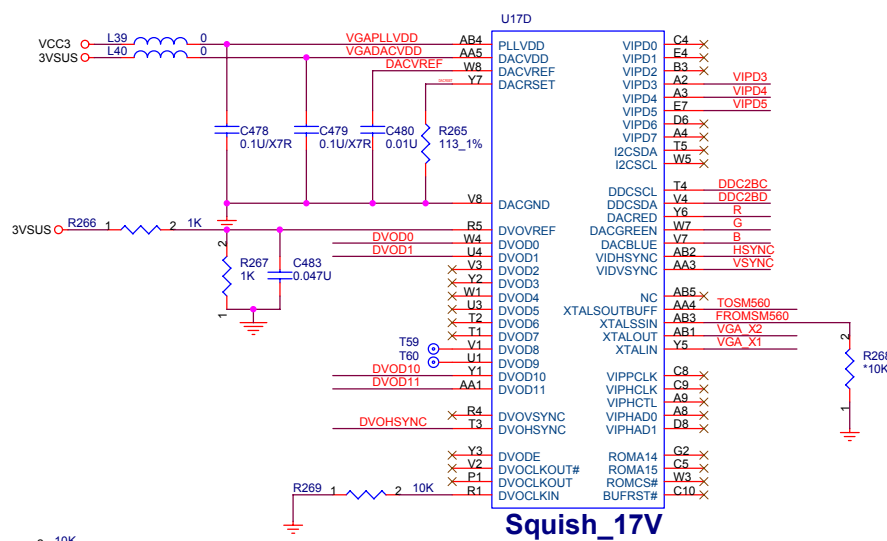 U17D
VCC3 L39 0 VGAPLLVDD AB4 PLLVDD VIPD0 C4
3VSUS L40 0 VGADACVDD AA5 DACVDD VIPD1 E4
DACVREF W8 DACVREF VIPD2 B3
DACRSET Y7 DACRSET VIPD3 A2 VIPD3
VIPD4 A3 VIPD4
VIPD5 E7 VIPD5
VIPD6 D6
VIPD7 A4
C478 0.1U/X7R
C479 0.1U/X7R
C480 0.01U
R265 113_1%
I2CSDA T5
I2CSCL W5
V8 DACGND DDCSCL T4 DDC2BC
DDCSDA V4 DDC2BD
DACRED Y6 R
3VSUS R266 1 2 1K R5 DVOVREF DACGREEN W7 G
DVOD0 W4 DVOD0 DACBLUE V7 B
DVOD1 U4 DVOD1 VIDHSYNC AB2 HSYNC
V3 DVOD2 VIDVSYNC AA3 VSYNC
2 R267 1K 1
C483 0.047U
Y2 DVOD3
W1 DVOD4 NC AB5
U3 DVOD5 XTALSOUTBUFF AA4 TOSM560
T2 DVOD6 XTALSSIN AB3 FROMSM560
T1 DVOD7 XTALOUT AB1 VGA_X2
T59 V1 DVOD8 XTALIN Y5 VGA_X1
T60 U1 DVOD9
2 R268 *10K 1
DVOD10 Y1 DVOD10 VIPPCLK C8
DVOD11 AA1 DVOD11 VIPHCLK C9
VIPHCTL A9
R4 DVOVSYNC VIPHAD0 A8
DVOHSYNC T3 DVOHSYNC VIPHAD1 D8
Y3 DVODE ROMA14 G2
V2 DVOCLKOUT# ROMA15 C5
P1 DVOCLKOUT ROMCS# W3
R269 1 2 10K R1 DVOCLKIN BUFRST# C10
Squish_17V
10K